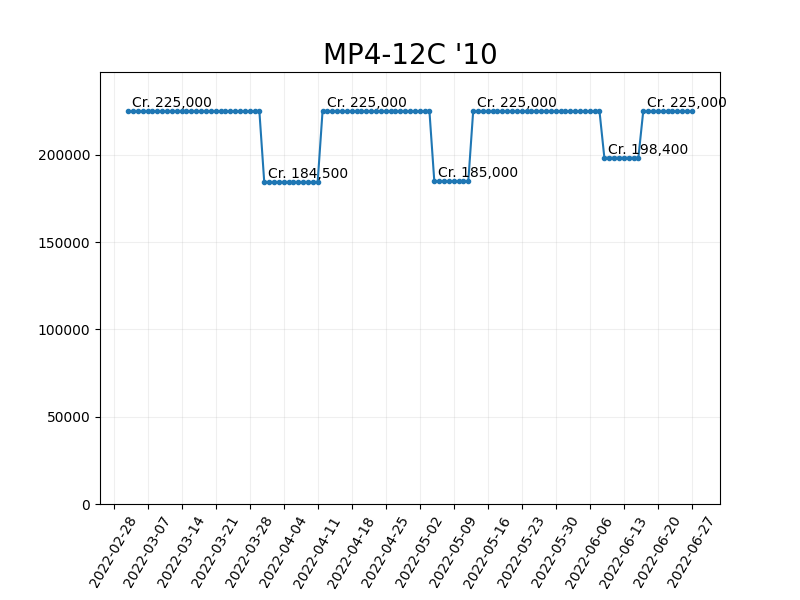 MP4-12C '10
Cr. 225,000
Cr. 225,000
Cr. 225,000
Cr. 225,000
Cr. 198,400
Cr. 184,500
Cr. 185,000
200000
150000
100000
50000
0
2022-02-28
2022-03-07
2022-03-14
2022-03-21
2022-03-28
2022-04-04
2022-04-11
2022-04-18
2022-04-25
2022-05-02
2022-05-09
2022-05-16
2022-05-23
2022-05-30
2022-06-06
2022-06-13
2022-06-20
2022-06-27